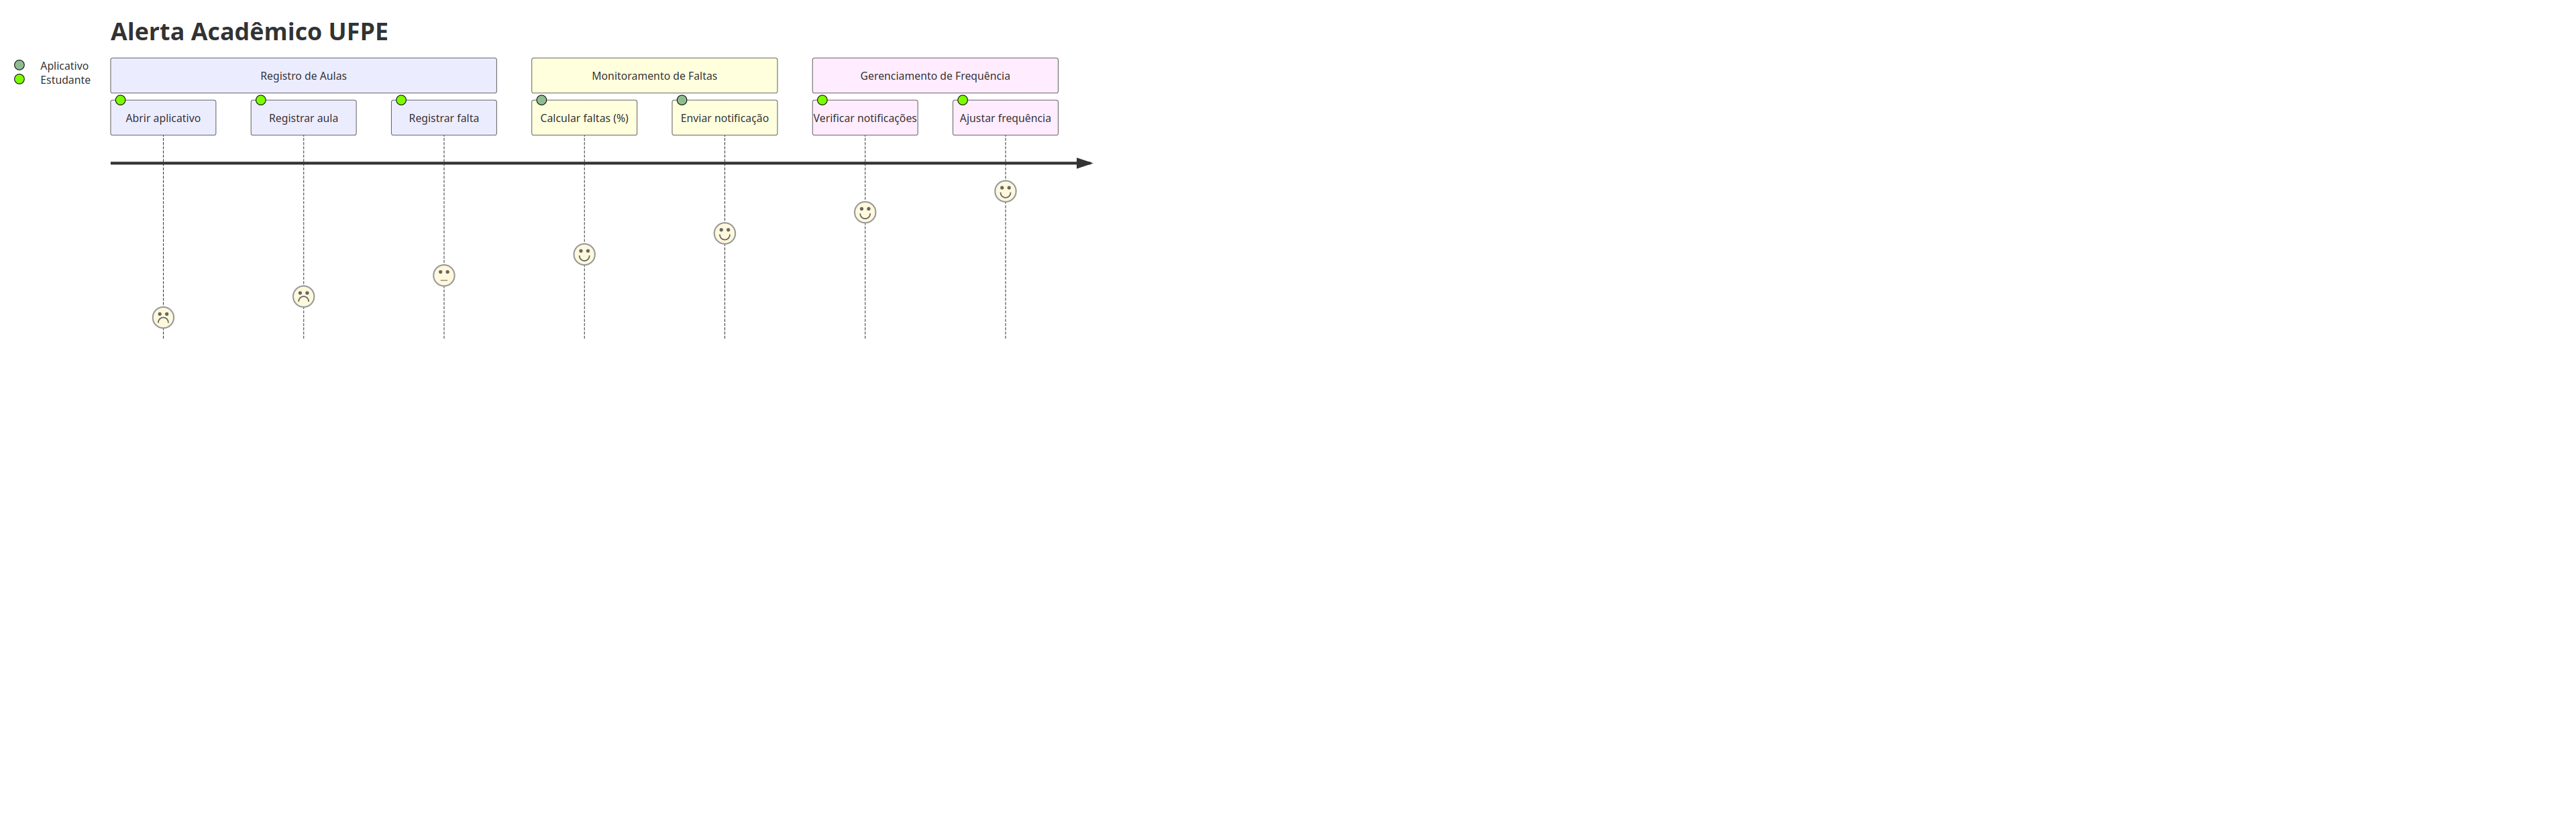 Alerta Acadêmico UFPE
Aplicativo
Estudante
Registro de Aulas
Monitoramento de Faltas
Gerenciamento de Frequência
Abrir aplicativo
Registrar aula
Registrar falta
Calcular faltas (%)
Enviar notificação
Verificar notificações
Ajustar frequência